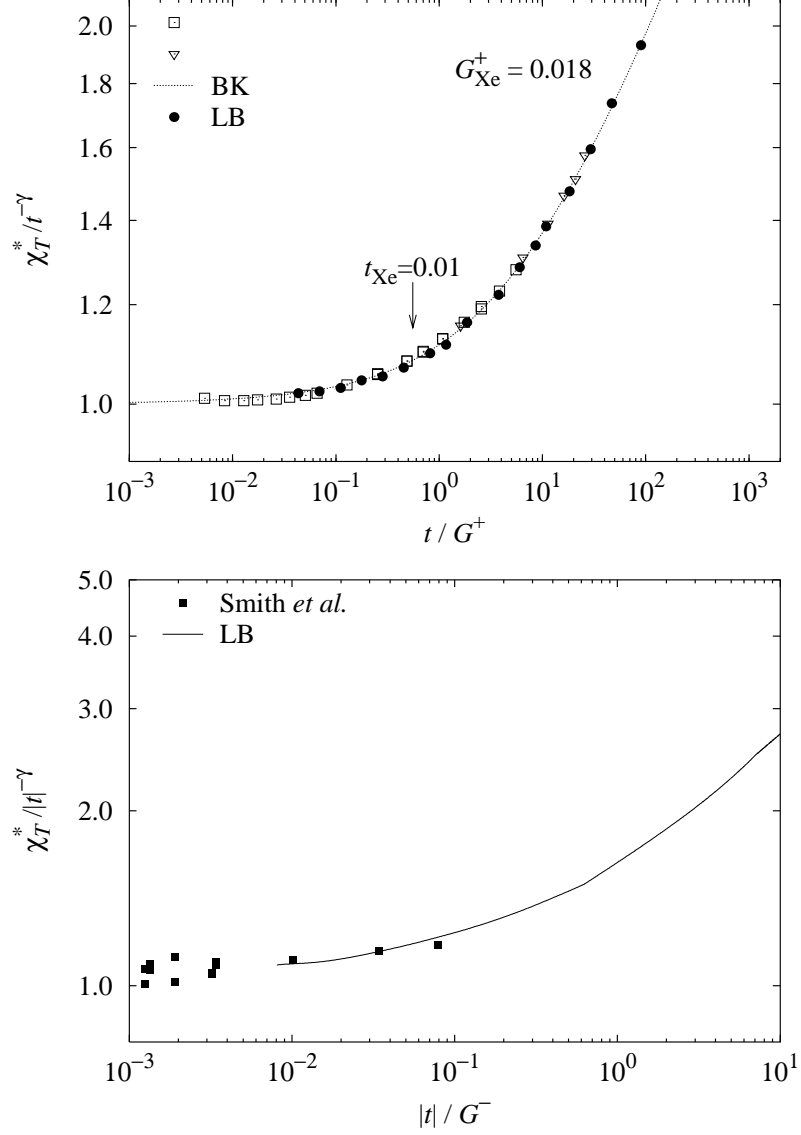 2.0
1.8
1.6
1.4
1.2
1.0
χ*T /t−γ
BK
LB
G+Xe = 0.018
tXe=0.01
10−3 10−2 10−1 100 101 102 103
t / G+
5.0
3.0
2.0
1.0
χ*T /|t|−γ
Smith et al.
LB
10−3 10−2 10−1 100 101
|t| / G−